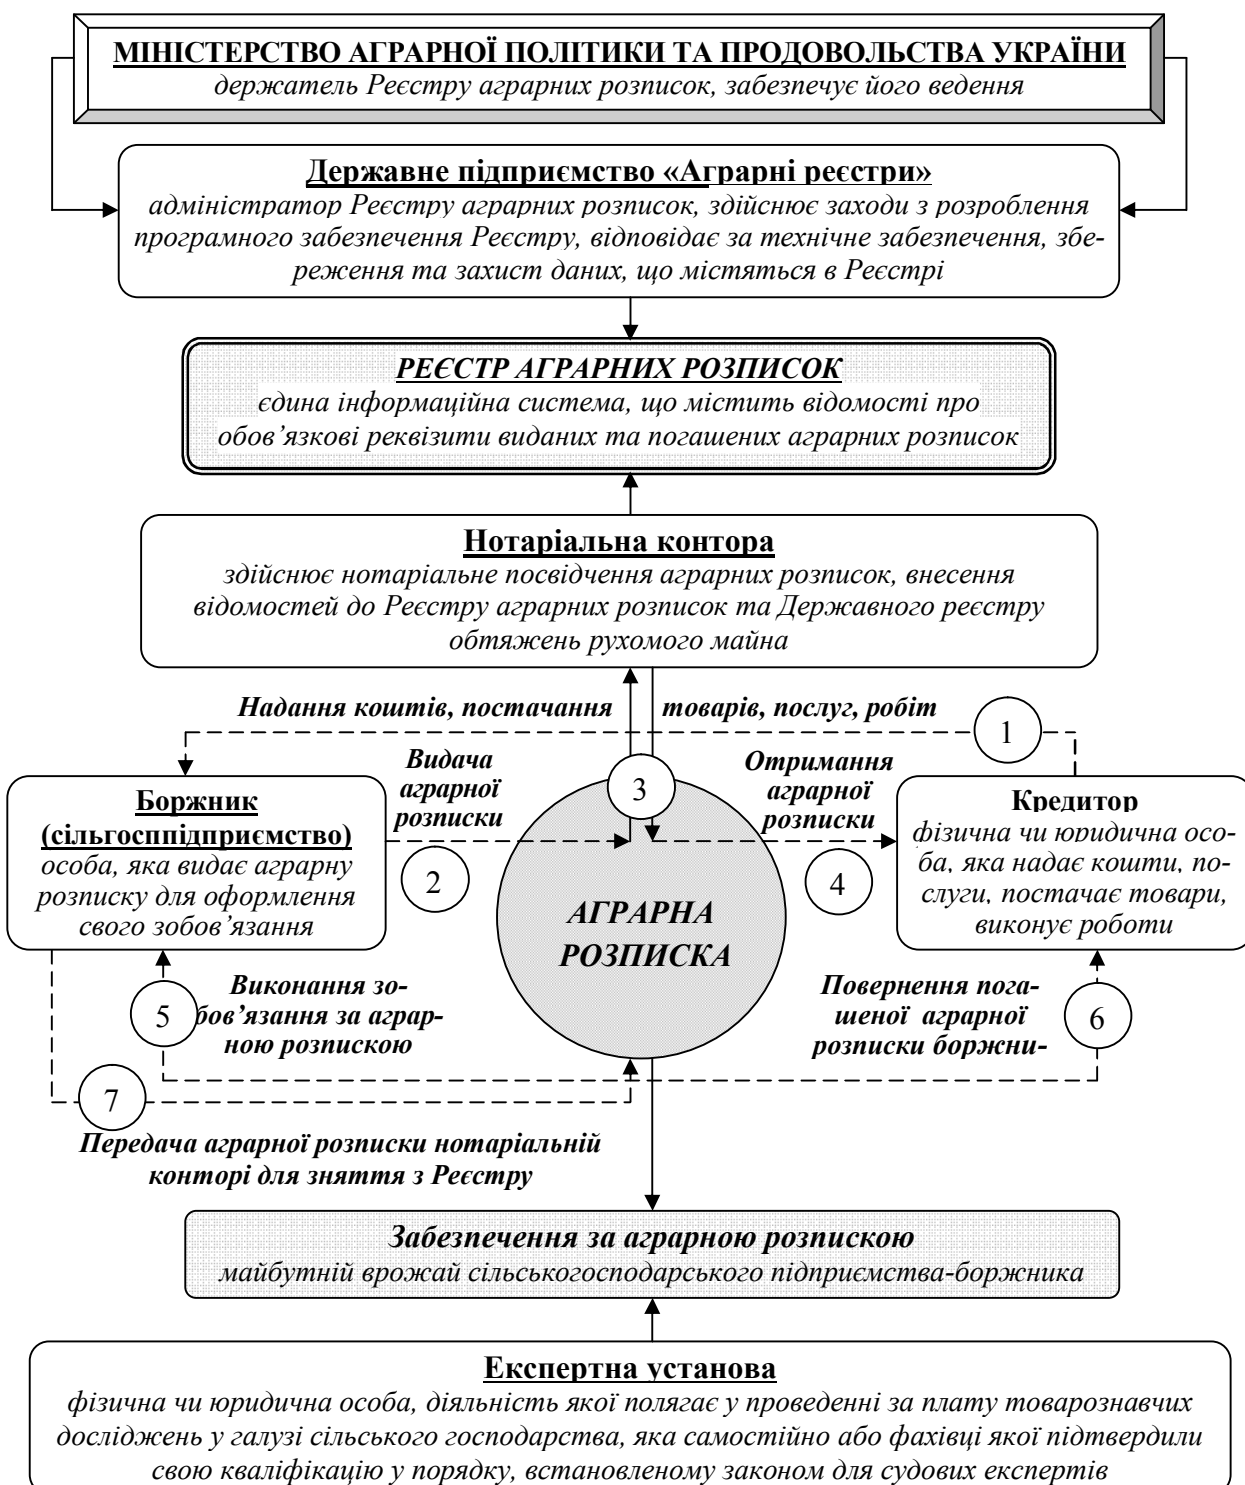 МІНІСТЕРСТВО АГРАРНОЇ ПОЛІТИКИ ТА ПРОДОВОЛЬСТВА УКРАЇНИ
держатель Реєстру аграрних розписок, забезпечує його ведення
Державне підприємство «Аграрні реєстри»
адміністратор Реєстру аграрних розписок, здійснює заходи з розроблення
програмного забезпечення Реєстру, відповідає за технічне забезпечення, збе-
реження та захист даних, що містяться в Реєстрі
РЕЄСТР АГРАРНИХ РОЗПИСОК
єдина інформаційна система, що містить відомості про
обов’язкові реквізити виданих та погашених аграрних розписок
Нотаріальна контора
здійснює нотаріальне посвідчення аграрних розписок, внесення
відомостей до Реєстру аграрних розписок та Державного реєстру
обтяжень рухомого майна
Надання коштів, постачання товарів, послуг, робіт
1
Боржник
(сільгосппідприємство)
особа, яка видає аграрну
розписку для оформлення
свого зобов’язання
Видача
аграрної
розписки
2
3
Отримання
аграрної
розписки
4
Кредитор
фізична чи юридична осо-
ба, яка надає кошти, по-
слуги, постачає товари,
виконує роботи
АГРАРНА
РОЗПИСКА
5
Виконання зо-
бов’язання за аграр-
ною розпискою
Повернення пога-
шеної аграрної
розписки боржни-
6
7
Передача аграрної розписки нотаріальній
конторі для зняття з Реєстру
Забезпечення за аграрною розпискою
майбутній врожай сільськогосподарського підприємства-боржника
Експертна установа
фізична чи юридична особа, діяльність якої полягає у проведенні за плату товарознавчих
досліджень у галузі сільського господарства, яка самостійно або фахівці якої підтвердили
свою кваліфікацію у порядку, встановленому законом для судових експертів